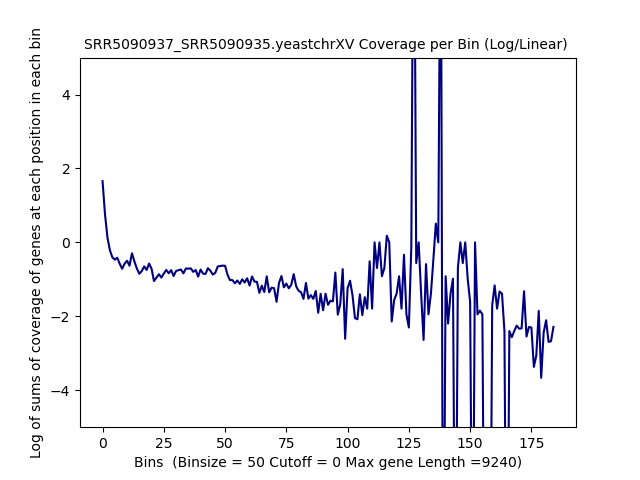 SRR5090937_SRR5090935.yeastchrXV Coverage per Bin (Log/Linear)
Log of sums of coverage of genes at each position in each bin
4
2
0
−2
−4
0 25 50 75 100 125 150 175
Bins  (Binsize = 50 Cutoff = 0 Max gene Length =9240)